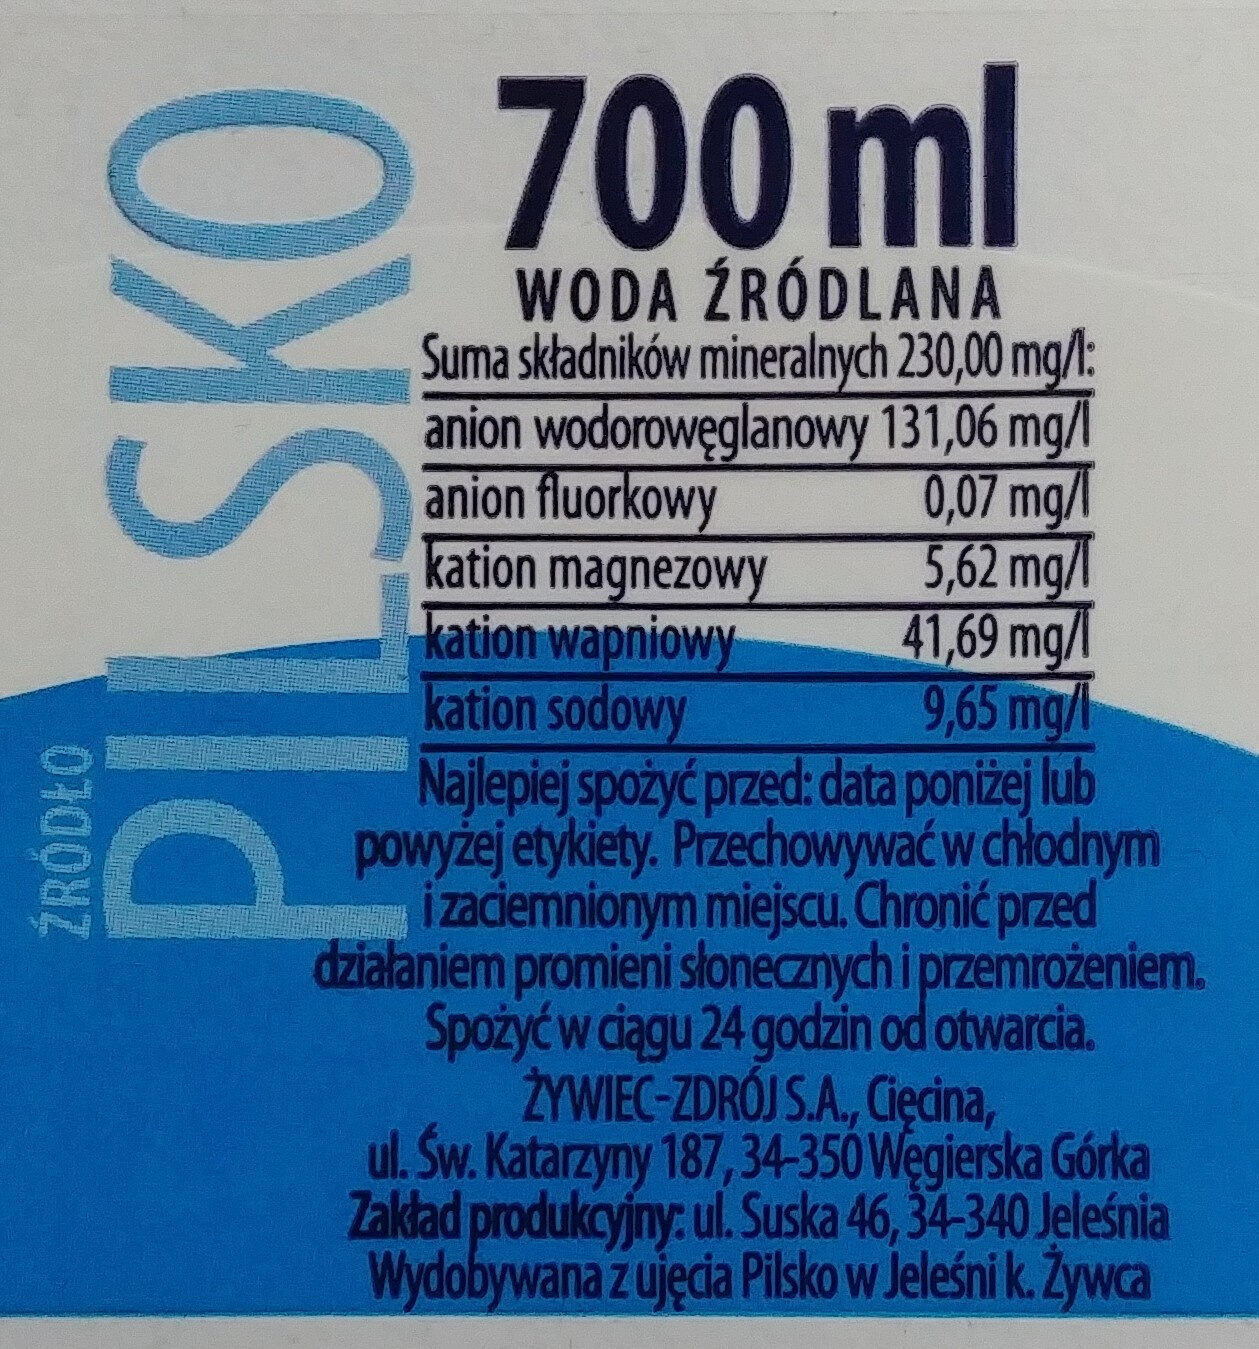 700 ml
WODA ŹRÓDLANA
Suma składników mineralnych 230,00 mg/l:
anion wodorowęglanowy 131,06 mg/l
anion fluorkowy 0,07 mg/l
kation magnezowy 5,62 mg/l
kation wapniowy 41,69 mg/l
kation sodowy 9,65 mg/l
Najlepiej spożyć przed: data poniżej lub
powyżej etykiety. Przechowywać w chłodnym
i zaciemnionym miejscu. Chronić przed
działaniem promieni słonecznych i przemrożeniem.
Spożyć w ciągu 24 godzin od otwarcia.
ŻYWIEC-ZDRÓJ S.A., Cięcina,
ul. Św. Katarzyny 187, 34-350 Węgierska Górka
Zakład produkcyjny: ul. Suska 46, 34-340 Jeleśnia
Wydobywana z ujęcia Pilsko w Jeleśni k. Żywca
ŹRÓDŁO
PILSKO